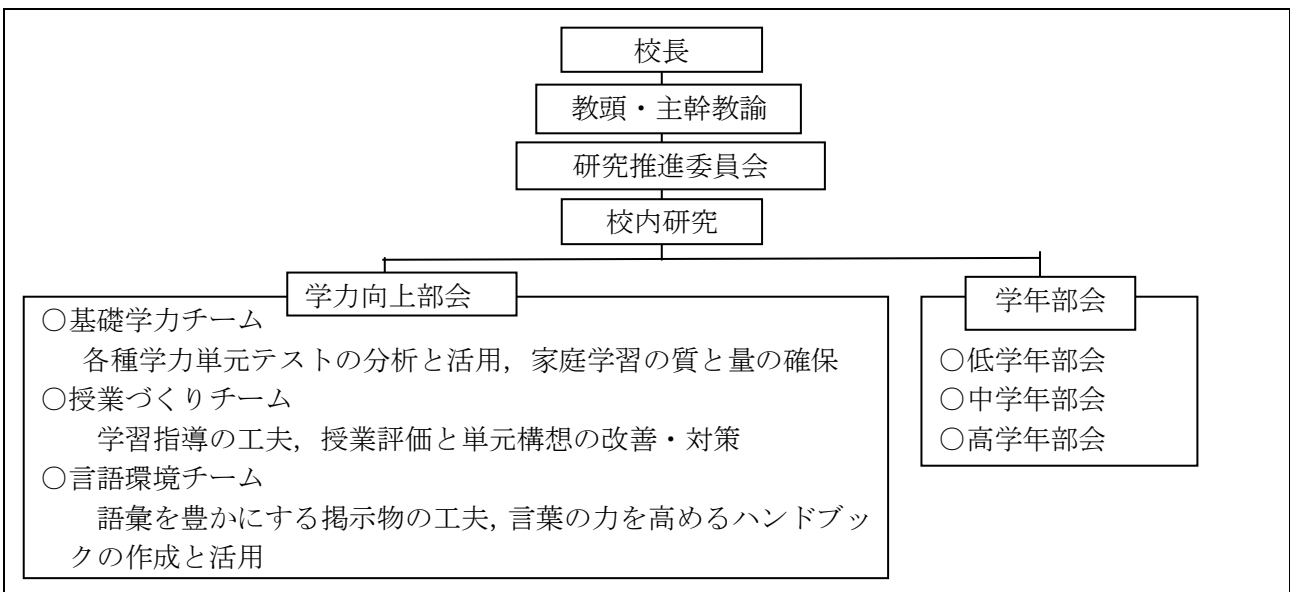 校長
教頭・主幹教諭
研究推進委員会
校内研究
学力向上部会
○基礎学力チーム
各種学力単元テストの分析と活用，家庭学習の質と量の確保
○授業づくりチーム
学習指導の工夫，授業評価と単元構想の改善・対策
○言語環境チーム
語彙を豊かにする掲示物の工夫，言葉の力を高めるハンドブッ
クの作成と活用
学年部会
○低学年部会
○中学年部会
○高学年部会